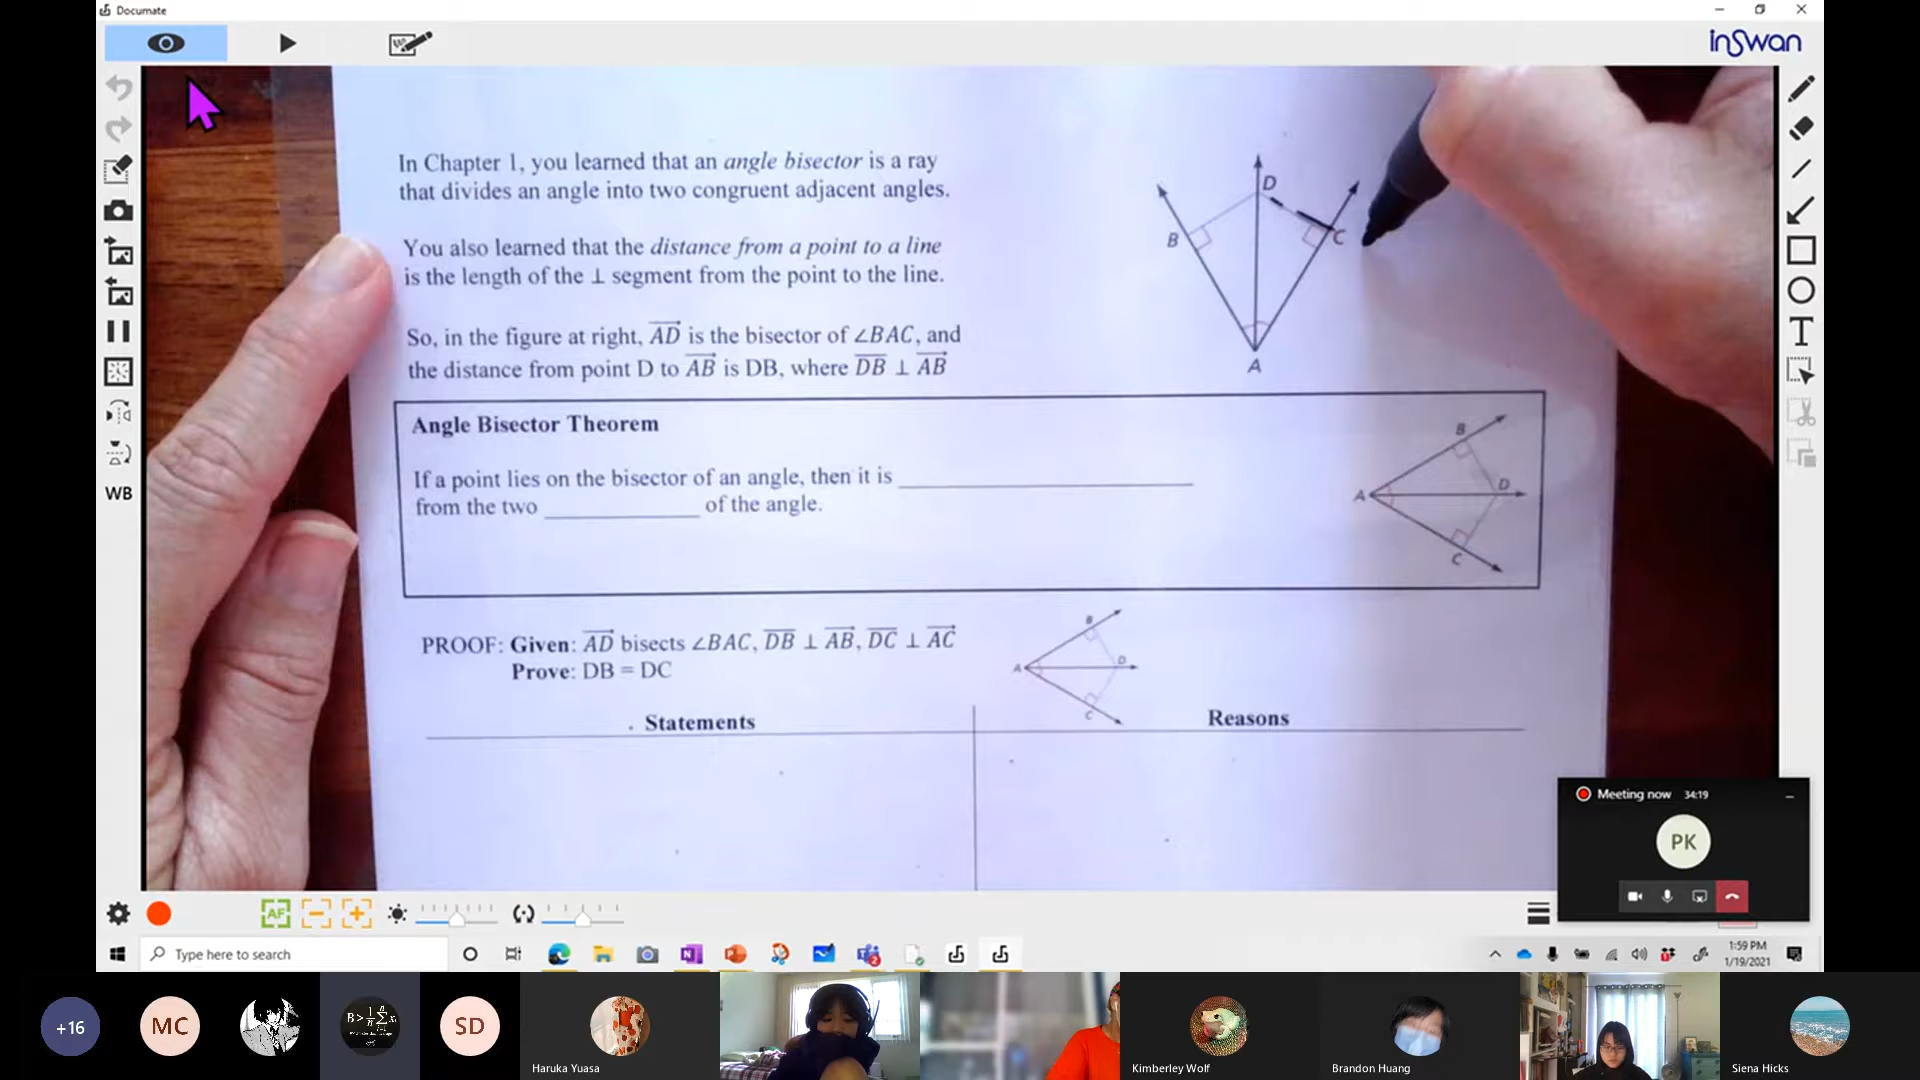 Documate
inSwan
In Chapter 1, you learned that an angle bisector is a ray
that divides an angle into two congruent adjacent angles.
You also learned that the distance from a point to a line
is the length of the ⊥ segment from the point to the line.
So, in the figure at right, AD is the bisector of ∠BAC, and
the distance from point D to AB is DB, where DB ⊥ AB
D
B
C
A
Angle Bisector Theorem
If a point lies on the bisector of an angle, then it is ____________________
from the two ____________ of the angle.
B
A
D
C
PROOF: Given: AD bisects ∠BAC, DB ⊥ AB, DC ⊥ AC
Prove: DB = DC
B
A
D
C
Statements
Reasons
T
WB
Meeting now 34:19
PK
AF
Type here to search
1:59 PM
1/19/2021
+16
MC
SD
Haruka Yuasa
Kimberley Wolf
Brandon Huang
Siena Hicks